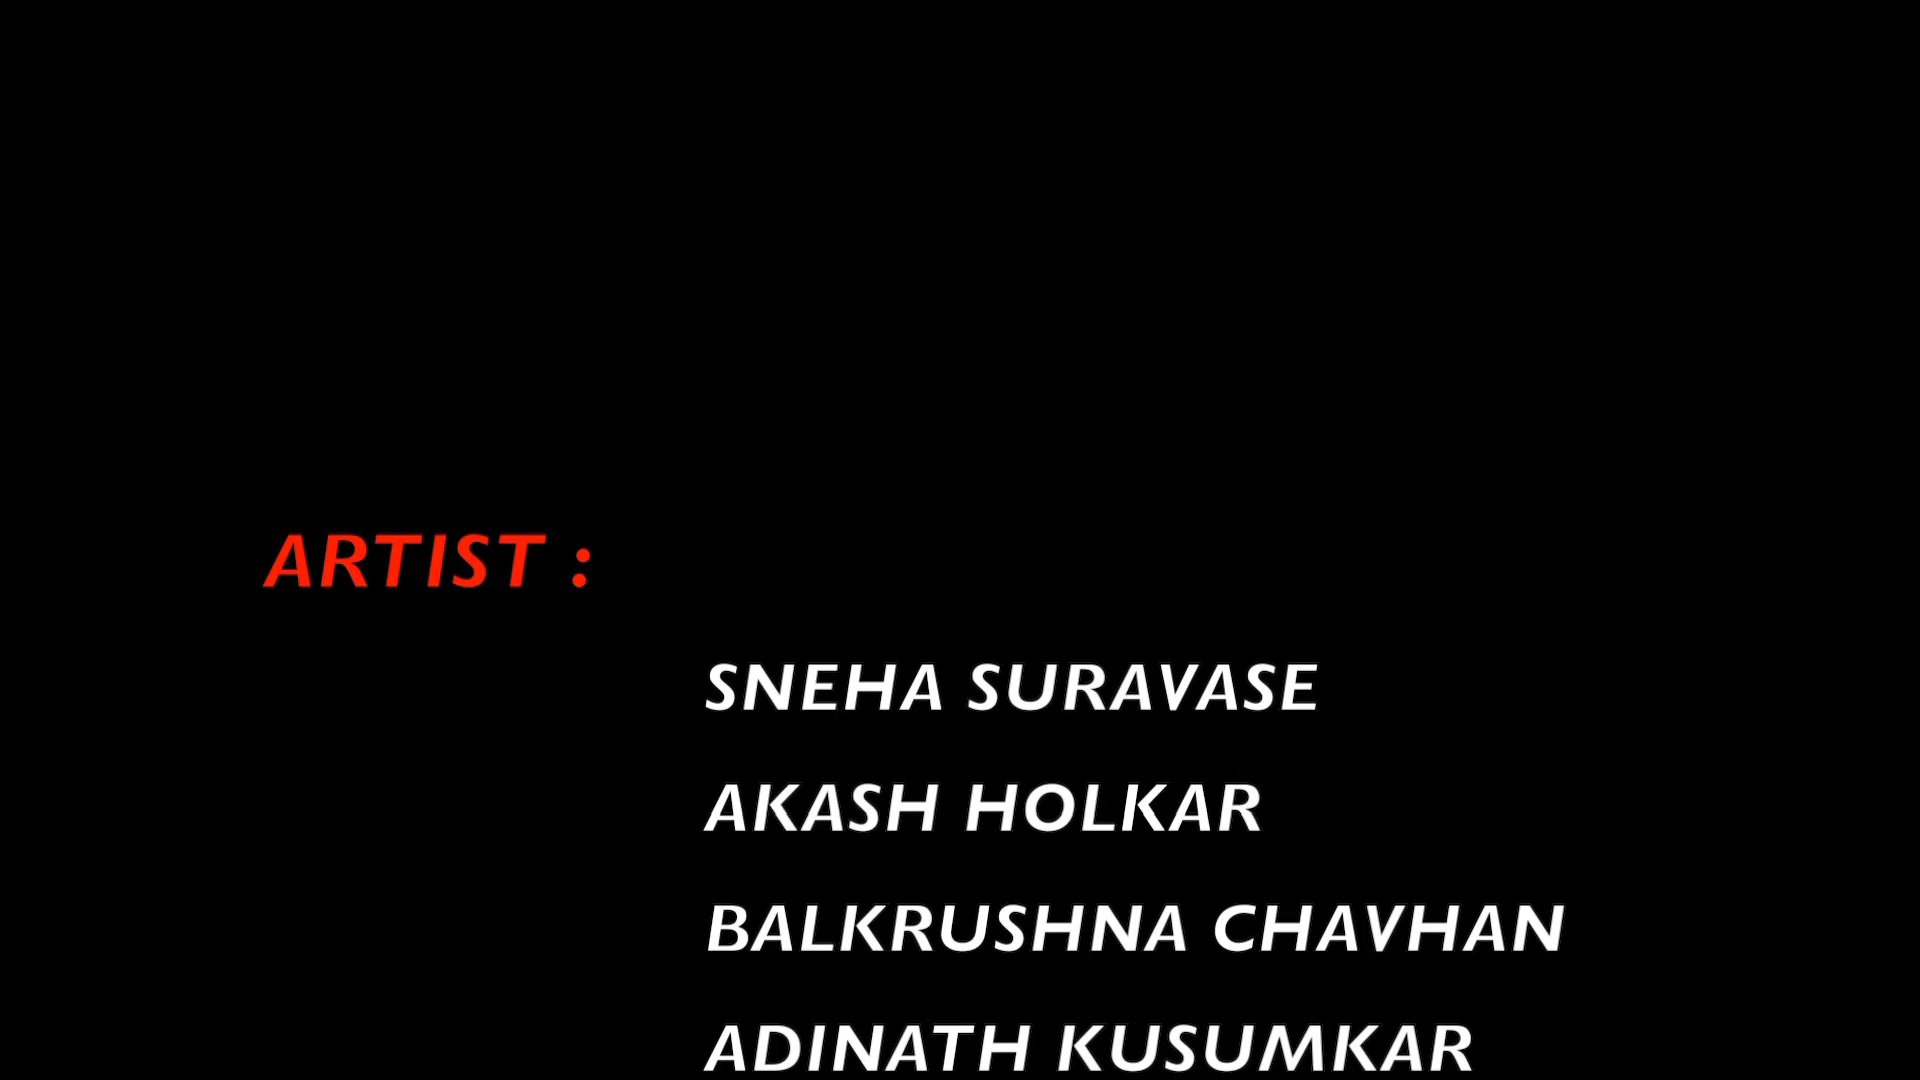 ARTIST :
SNEHA SURAVASE
AKASH HOLKAR
BALKRUSHNA CHAVHAN
ADINATH KUSUMKAR